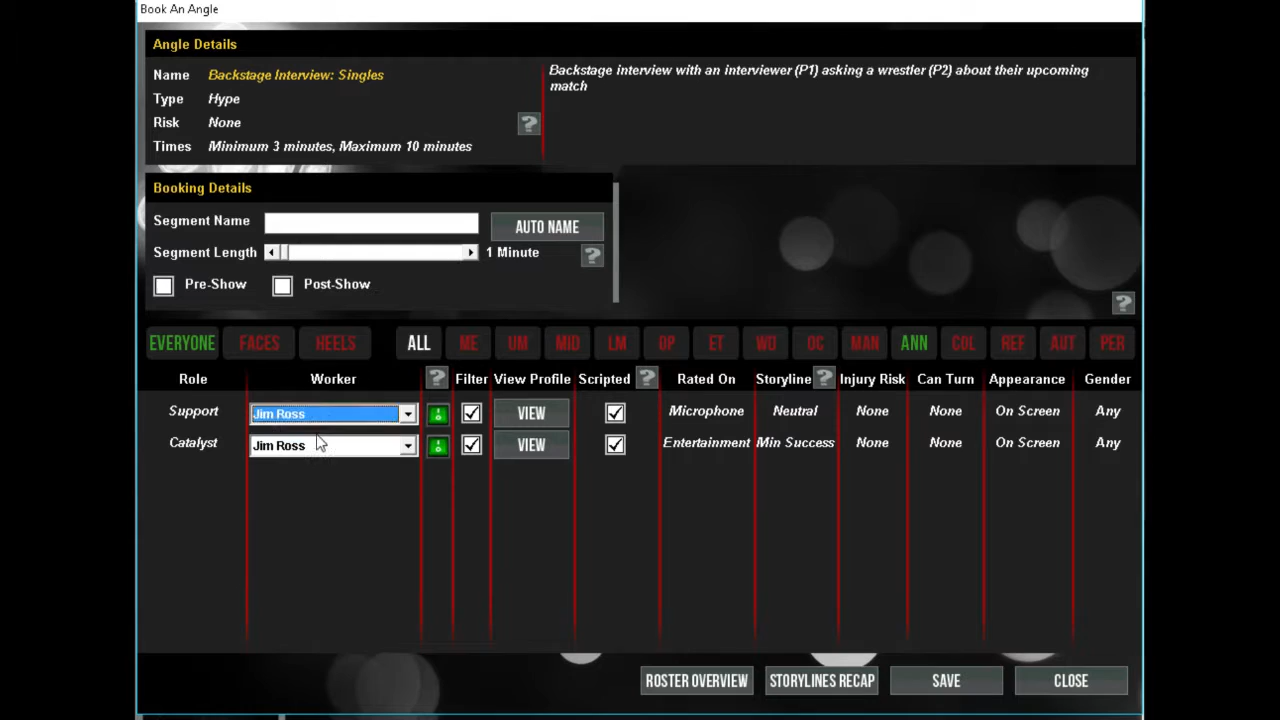 Book An Angle
Angle Details
Name Backstage Interview: Singles
Type Hype
Risk None
?
Times Minimum 3 minutes, Maximum 10 minutes
Backstage interview with an interviewer (P1) asking a wrestler (P2) about their upcoming
match
Booking Details
Segment Name AUTO NAME
Segment Length 1 Minute ?
Pre-Show Post-Show
?
EVERYONE FACES HEELS ALL ME UM MID LM OP ET WO OC MAN ANN COL REF AUT PER
Role Worker ? Filter View Profile Scripted ? Rated On Storyline ? Injury Risk Can Turn Appearance Gender
Support Jim Ross VIEW Microphone Neutral None None On Screen Any
Catalyst Jim Ross VIEW Entertainment Min Success None None On Screen Any
ROSTER OVERVIEW STORYLINES RECAP SAVE CLOSE